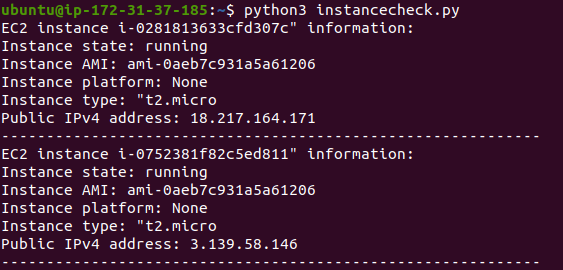 ubuntu@ip-172-31-37-185:~$ python3 instancecheck.py
EC2 instance i-0281813633cfd307c" information:
Instance state: running
Instance AMI: ami-0aeb7c931a5a61206
Instance platform: None
Instance type: "t2.micro
Public IPv4 address: 18.217.164.171
------------------------------------------------------------
EC2 instance i-0752381f82c5ed811" information:
Instance state: running
Instance AMI: ami-0aeb7c931a5a61206
Instance platform: None
Instance type: "t2.micro
Public IPv4 address: 3.139.58.146
------------------------------------------------------------